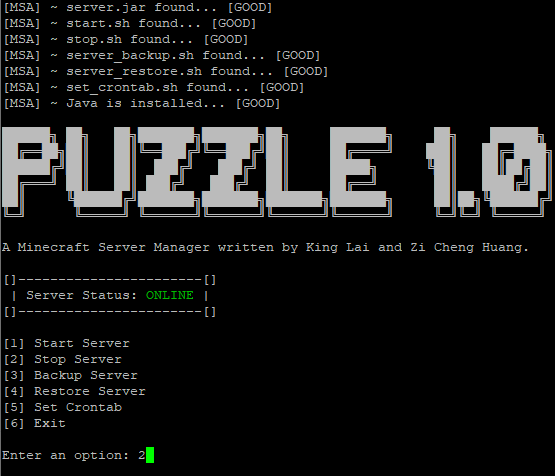 [MSA] ~ server.jar found... [GOOD]
[MSA] ~ start.sh found... [GOOD]
[MSA] ~ stop.sh found... [GOOD]
[MSA] ~ server_backup.sh found... [GOOD]
[MSA] ~ server_restore.sh found... [GOOD]
[MSA] ~ set_crontab.sh found... [GOOD]
[MSA] ~ Java is installed... [GOOD]
PUZZLE 1.0
A Minecraft Server Manager written by King Lai and Zi Cheng Huang.
[]-----------------------[]
| Server Status: ONLINE |
[]-----------------------[]
[1] Start Server
[2] Stop Server
[3] Backup Server
[4] Restore Server
[5] Set Crontab
[6] Exit
Enter an option: 2